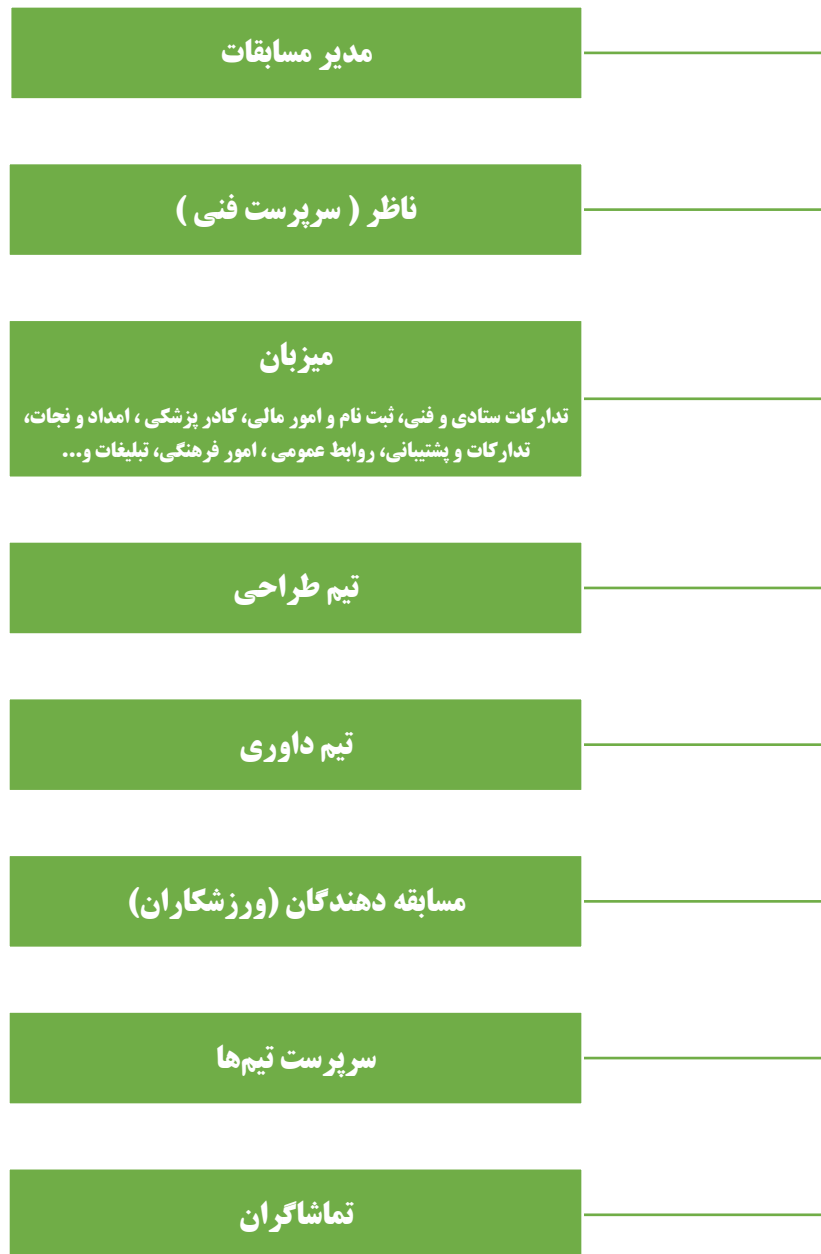 مدیر مسابقات
ناظر ( سرپرست فنی )
میزبان
تدارکات ستادی و فنی، ثبت نام و امور مالی، کادر پزشکی ، امداد و نجات،
تدارکات و پشتیبانی، روابط عمومی ، امور فرهنگی، تبلیغات و...
تیم طراحی
تیم داوری
مسابقه دهندگان (ورزشکاران)
سرپرست تیم‌ها
تماشاگران